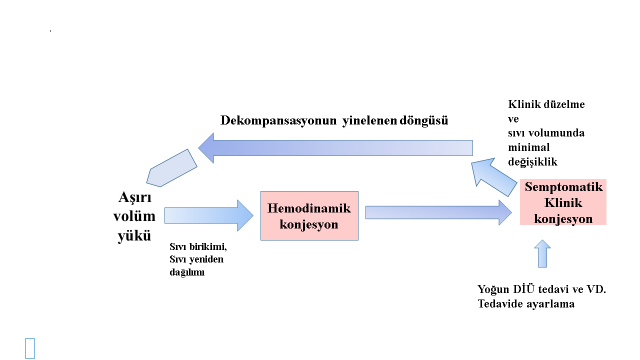 Dekompansasyonun yinelenen döngüsü
Klinik düzelme
ve
sıvı volumunda
minimal
değişiklik
Aşırı
volüm
yükü
Sıvı birikimi,
Sıvı yeniden
dağılımı
Hemodinamik
konjesyon
Semptomatik
Klinik
konjesyon
Yoğun DİÜ tedavi ve VD.
Tedavide ayarlama